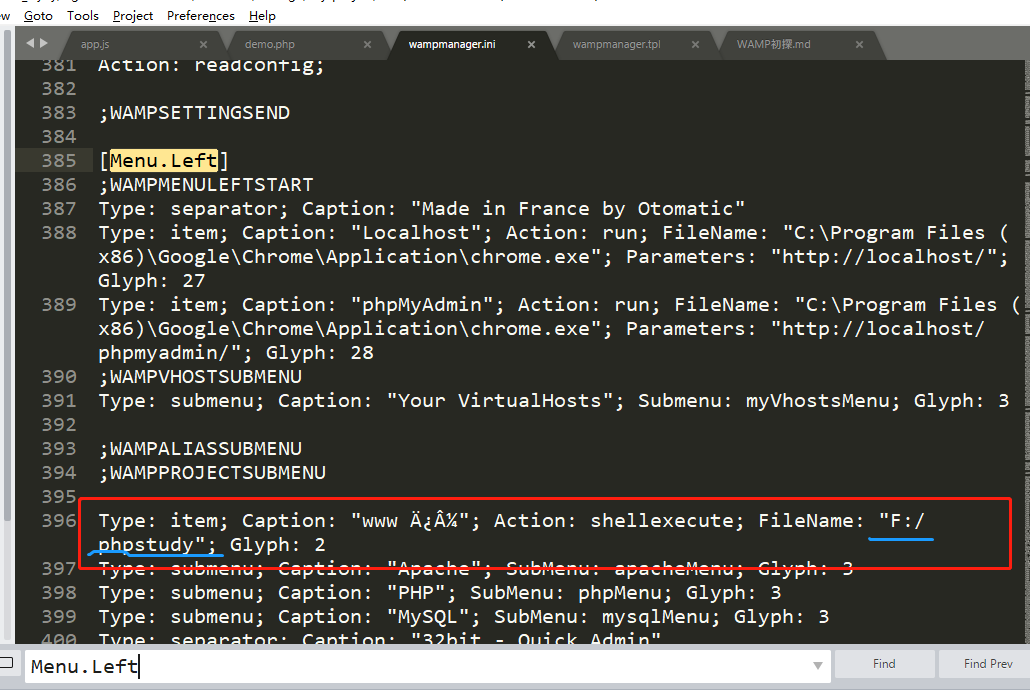 Goto Tools Project Preferences Help
app.js × demo.php × wampmanager.ini × wampmanager.tpl × WAMP初探.md ×
381 Action: readconfig;
382
383 ;WAMPSETTINGSEND
384
385 [Menu.Left]
386 ;WAMPMENULEFTSTART
387 Type: separator; Caption: "Made in France by Otomatic"
388 Type: item; Caption: "Localhost"; Action: run; FileName: "C:\Program Files (
x86)\Google\Chrome\Application\chrome.exe"; Parameters: "http://localhost/";
Glyph: 27
389 Type: item; Caption: "phpMyAdmin"; Action: run; FileName: "C:\Program Files (
x86)\Google\Chrome\Application\chrome.exe"; Parameters: "http://localhost/
phpmyadmin/"; Glyph: 28
390 ;WAMPVHOSTSUBMENU
391 Type: submenu; Caption: "Your VirtualHosts"; Submenu: myVhostsMenu; Glyph: 3
392
393 ;WAMPALIASSUBMENU
394 ;WAMPPROJECTSUBMENU
395
396 Type: item; Caption: "www Ä¿Â¼"; Action: shellexecute; FileName: "F:/
phpstudy"; Glyph: 2
397 Type: submenu; Caption: "Apache"; SubMenu: apacheMenu; Glyph: 3
398 Type: submenu; Caption: "PHP"; SubMenu: phpMenu; Glyph: 3
399 Type: submenu; Caption: "MySQL"; SubMenu: mysqlMenu; Glyph: 3
400 Type: separator; Caption: "32bit - Quick Admin"
Menu.Left Find Find Prev